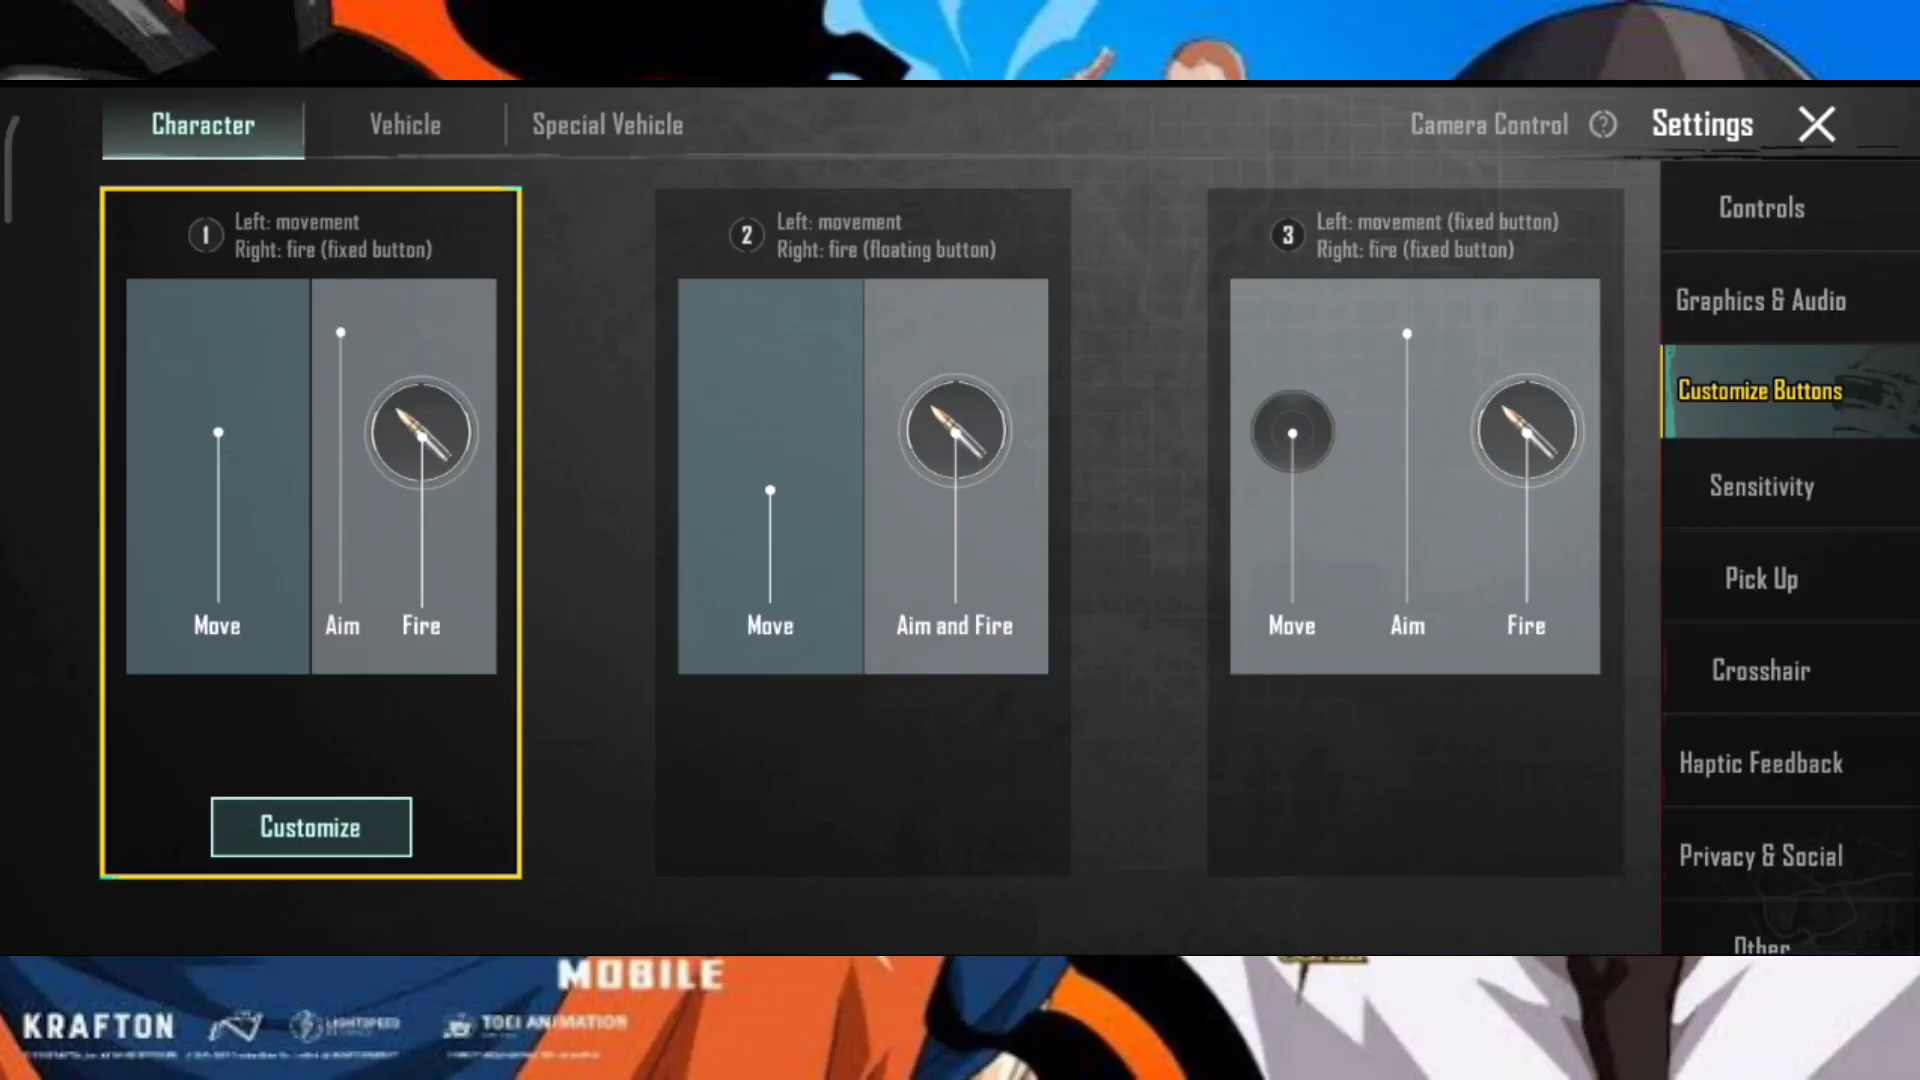 Character
Vehicle
Special Vehicle
Camera Control
?
Settings
1
Left: movement
Right: fire (fixed button)
Move
Aim
Fire
Customize
2
Left: movement
Right: fire (floating button)
Move
Aim and Fire
3
Left: movement (fixed button)
Right: fire (fixed button)
Move
Aim
Fire
Controls
Graphics & Audio
Customize Buttons
Sensitivity
Pick Up
Crosshair
Haptic Feedback
Privacy & Social
Other
MOBILE
KRAFTON
LIGHTSPEED
TOEI ANIMATION